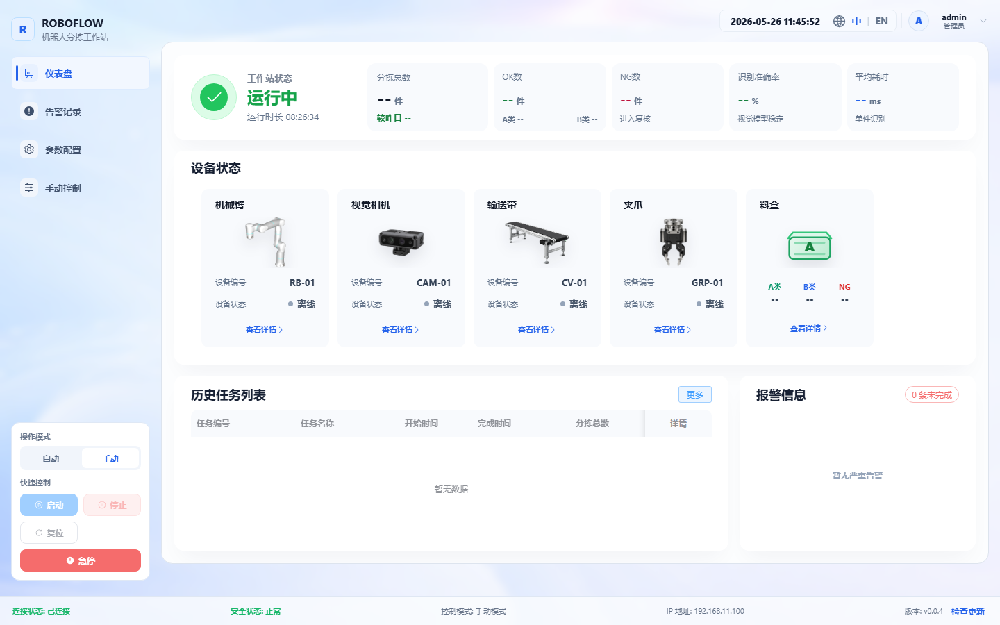 R
ROBOFLOW
机器人分拣工作站
2026-05-26 11:45:52
中 | EN
A
admin
管理员
仪表盘
告警记录
参数配置
手动控制
工作站状态
运行中
运行时长 08:26:34
分拣总数
-- 件
较昨日 --
OK数
-- 件
A类 -- B类 --
NG数
-- 件
进入复核
识别准确率
-- %
视觉模型稳定
平均耗时
-- ms
单件识别
设备状态
机械臂
设备编号 RB-01
设备状态 离线
查看详情
视觉相机
设备编号 CAM-01
设备状态 离线
查看详情
输送带
设备编号 CV-01
设备状态 离线
查看详情
夹爪
设备编号 GRP-01
设备状态 离线
查看详情
料盒
A
A类 B类 NG
-- -- --
查看详情
历史任务列表
更多
任务编号 任务名称 开始时间 完成时间 分拣总数 详情
暂无数据
报警信息
0 条未完成
暂无严重告警
操作模式
自动 手动
快捷控制
启动 停止
复位
急停
连接状态: 已连接
安全状态: 正常
控制模式: 手动模式
IP 地址: 192.168.11.100
版本: v0.0.4 检查更新